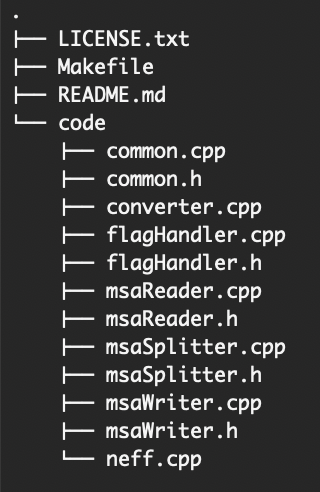 .
├── LICENSE.txt
├── Makefile
├── README.md
└── code
    ├── common.cpp
    ├── common.h
    ├── converter.cpp
    ├── flagHandler.cpp
    ├── flagHandler.h
    ├── msaReader.cpp
    ├── msaReader.h
    ├── msaSplitter.cpp
    ├── msaSplitter.h
    ├── msaWriter.cpp
    ├── msaWriter.h
    └── neff.cpp